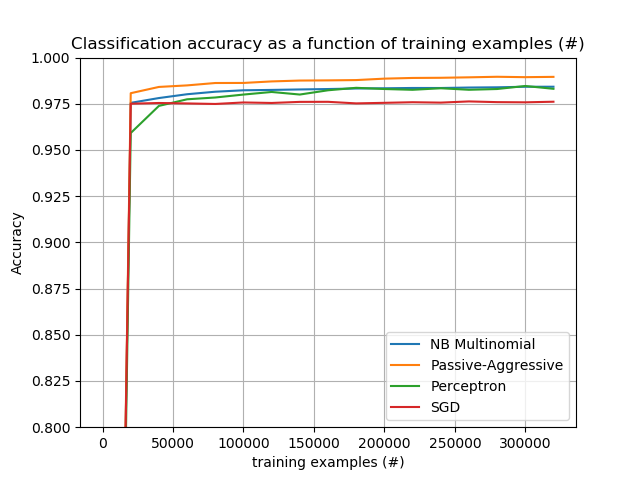 Classification accuracy as a function of training examples (#)
1.000
0.975
0.950
0.925
0.900
0.875
0.850
0.825
0.800
Accuracy
NB Multinomial
Passive-Aggressive
Perceptron
SGD
0 50000 100000 150000 200000 250000 300000
training examples (#)